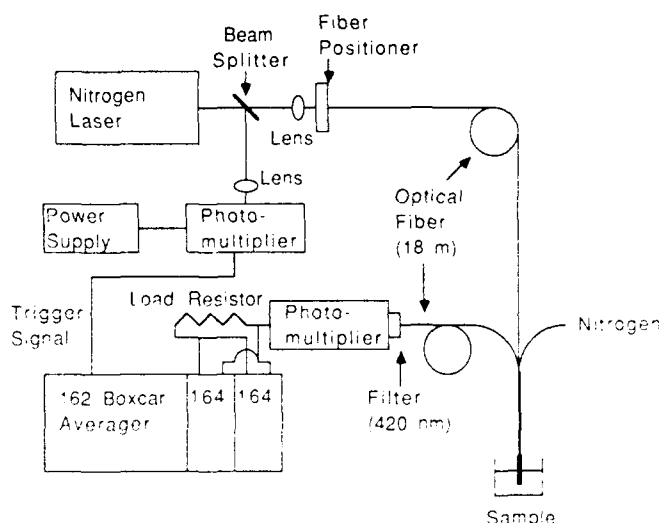 Fiber
Positioner
Beam
Splitter
Nitrogen
Laser
Lens
Lens
Optical
Fiber
(18 m)
Power
Supply
Photo-
multiplier
Load Resistor
Trigger
Signal
Photo-
multiplier
Nitrogen
162 Boxcar
Averager
164
164
Filter
(420 nm)
Sample